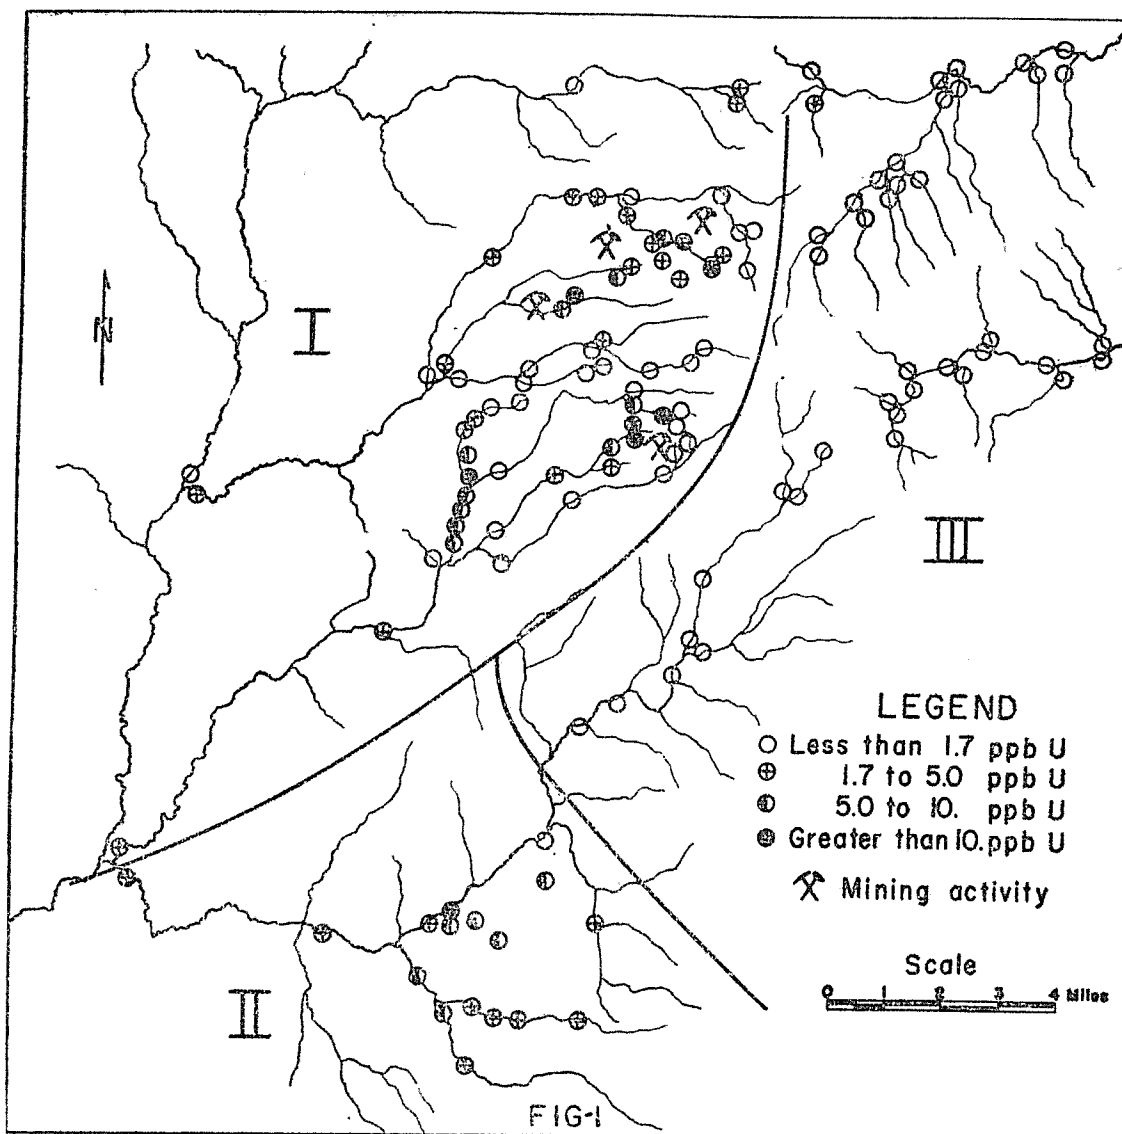 N
I
III
LEGEND
Less than 1.7 ppb U
1.7 to 5.0 ppb U
5.0 to 10. ppb U
Greater than 10. ppb U
Mining activity
Scale
0 1 2 3 4 Miles
II
FIG-1